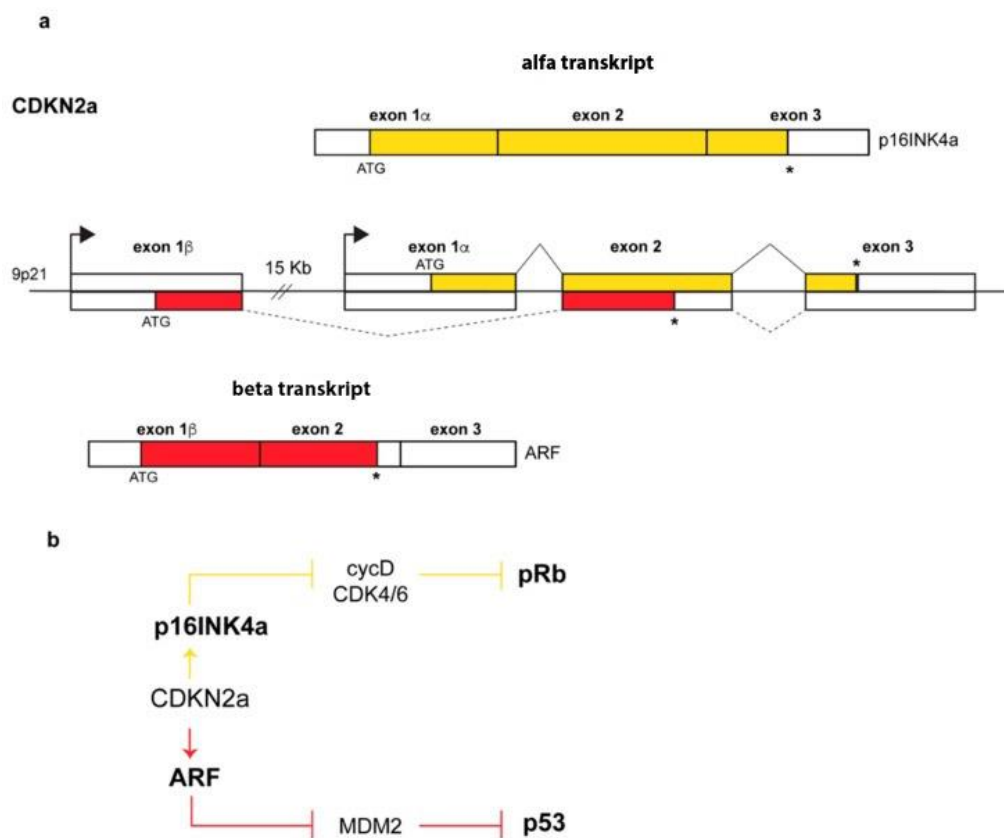 a
alfa transkript
CDKN2a
exon 1α exon 2 exon 3
p16INK4a
ATG *
exon 1β exon 1α exon 2 exon 3
9p21 15 Kb ATG *
ATG *
beta transkript
exon 1β exon 2 exon 3
ARF
ATG *
b
cycD
CDK4/6
pRb
p16INK4a
CDKN2a
ARF
MDM2 p53